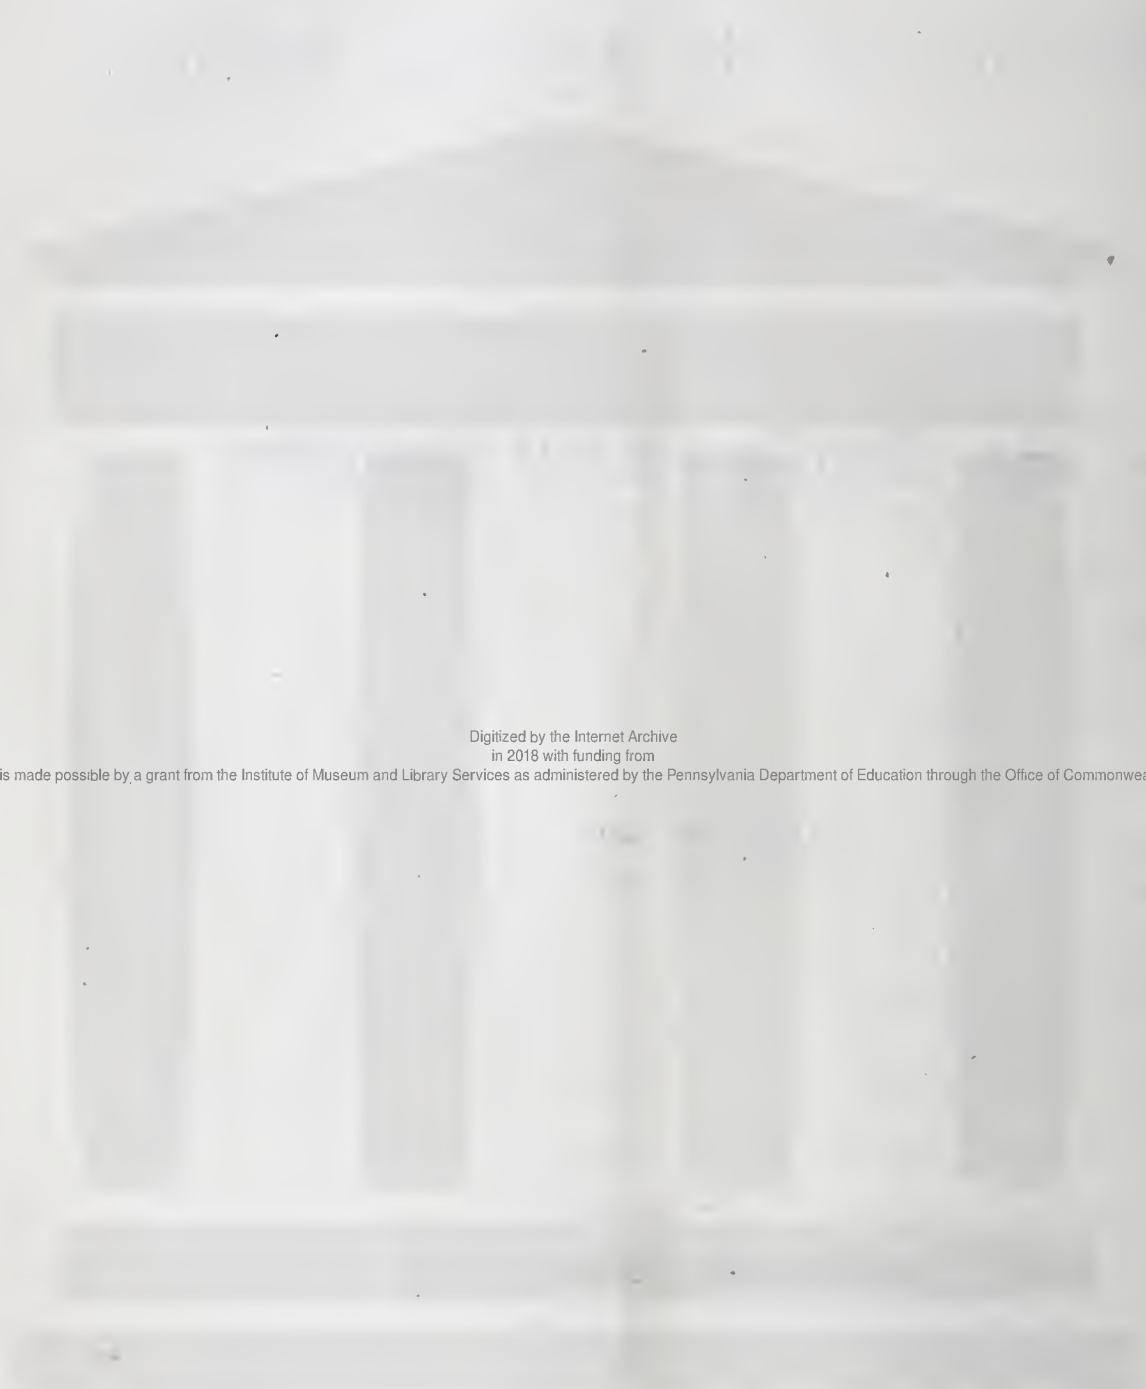 Digitized by the Internet Archive
in 2018 with funding from
is made possible by a grant from the Institute of Museum and Library Services as administered by the Pennsylvania Department of Education through the Office of